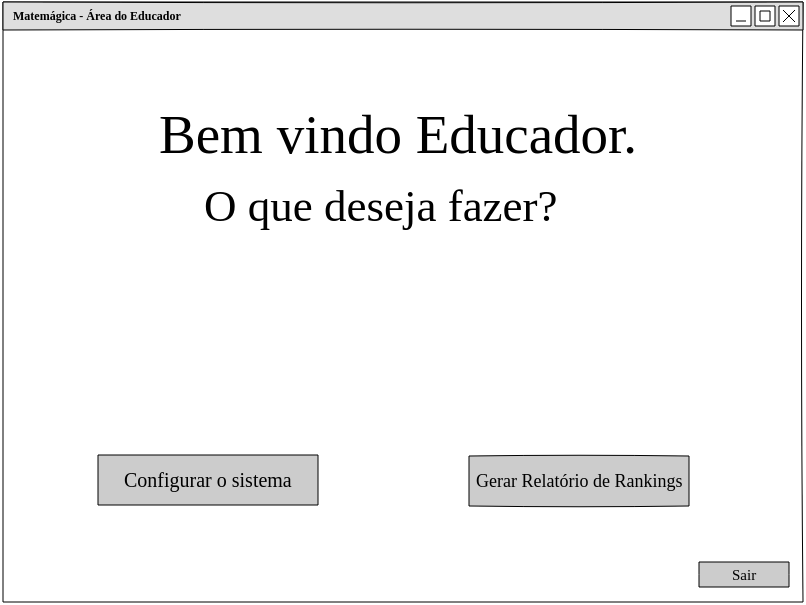 Matemágica - Área do Educador
Bem vindo Educador.
O que deseja fazer?
Configurar o sistema
Gerar Relatório de Rankings
Sair